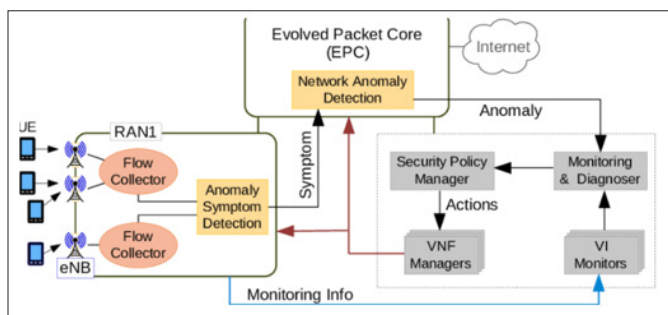 Evolved Packet Core
(EPC)
Internet
Network Anomaly
Detection
Anomaly
UE
RAN1
Flow
Collector
Symptom
Security Policy
Manager
Monitoring
& Diagnoser
Anomaly
Symptom
Detection
Actions
Flow
Collector
VNF
Managers
VI
Monitors
eNB
Monitoring Info